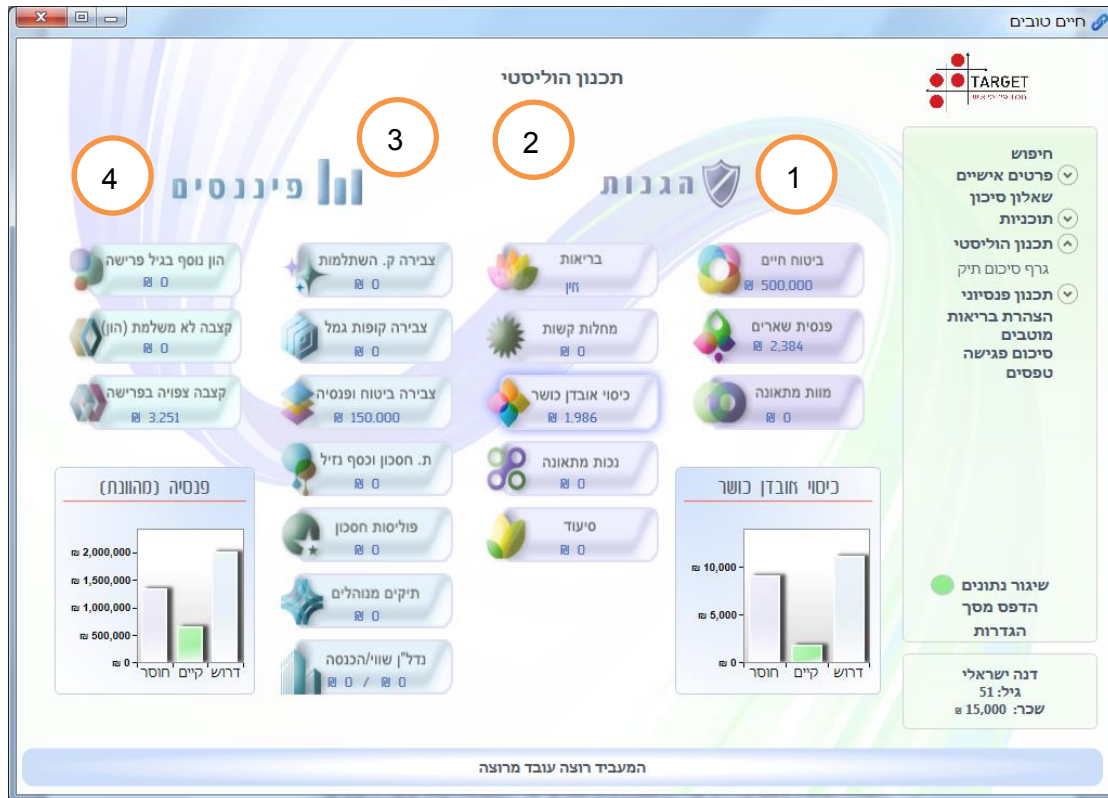 חיים טובים
תכנון הוליסטי
TARGET
1
2
3
4
הגנות
פיננסים
ביטוח חיים
₪ 500,000
פנסית שארים
₪ 2,384
מוות מתאונה
₪ 0
בריאות
אין
מחלות קשות
₪ 0
כיסוי אובדן כושר
₪ 1,986
נכות מתאונה
₪ 0
סיעוד
₪ 0
צבירה ק. השתלמות
₪ 0
צבירה קופות גמל
₪ 0
צבירה ביטוח ופנסיה
₪ 150,000
ת. חסכון וכסף נזיל
₪ 0
פוליסות חסכון
₪ 0
תיקים מנוהלים
₪ 0
נדל"ן שווי/הכנסה
₪ 0 / ₪ 0
הון נוסף בגיל פרישה
₪ 0
קצבה לא משלמת (הון)
₪ 0
קצבה צפויה בפרישה
₪ 3,251
כיסוי אובדן כושר
₪ 10,000
₪ 5,000
₪ 0
דרוש קיים חוסר
פנסיה (מהוונת)
₪ 2,000,000
₪ 1,500,000
₪ 1,000,000
₪ 500,000
₪ 0
דרוש קיים חוסר
חיפוש
פרטים אישיים
שאלון סיכון
תוכניות
תכנון הוליסטי
גרף סיכום תיק
תכנון פנסיוני
הצהרת בריאות
מוטבים
סיכום פגישה
טפסים
שיגור נתונים
הדפס מסך
הגדרות
דנה ישראלי
גיל: 51
שכר: 15,000 ₪
המעביד רוצה עובד מרוצה